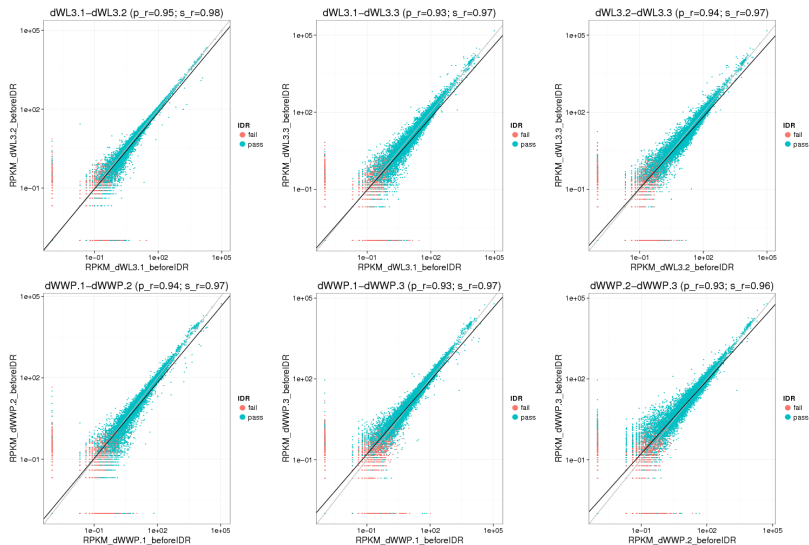 dWL3.1−dWL3.2 (p_r=0.95; s_r=0.98)
RPKM_dWL3.2_beforeIDR
1e+05
1e+02
1e−01
1e−01
1e+02
1e+05
RPKM_dWL3.1_beforeIDR
IDR
fail
pass
dWL3.1−dWL3.3 (p_r=0.93; s_r=0.97)
RPKM_dWL3.3_beforeIDR
1e+05
1e+02
1e−01
1e−01
1e+02
1e+05
RPKM_dWL3.1_beforeIDR
IDR
fail
pass
dWL3.2−dWL3.3 (p_r=0.94; s_r=0.97)
RPKM_dWL3.3_beforeIDR
1e+05
1e+02
1e−01
1e−01
1e+02
1e+05
RPKM_dWL3.2_beforeIDR
IDR
fail
pass
dWWP.1−dWWP.2 (p_r=0.94; s_r=0.97)
RPKM_dWWP.2_beforeIDR
1e+05
1e+02
1e−01
1e−01
1e+02
1e+05
RPKM_dWWP.1_beforeIDR
IDR
fail
pass
dWWP.1−dWWP.3 (p_r=0.93; s_r=0.97)
RPKM_dWWP.3_beforeIDR
1e+05
1e+02
1e−01
1e−01
1e+02
1e+05
RPKM_dWWP.1_beforeIDR
IDR
fail
pass
dWWP.2−dWWP.3 (p_r=0.93; s_r=0.96)
RPKM_dWWP.3_beforeIDR
1e+05
1e+02
1e−01
1e−01
1e+02
1e+05
RPKM_dWWP.2_beforeIDR
IDR
fail
pass